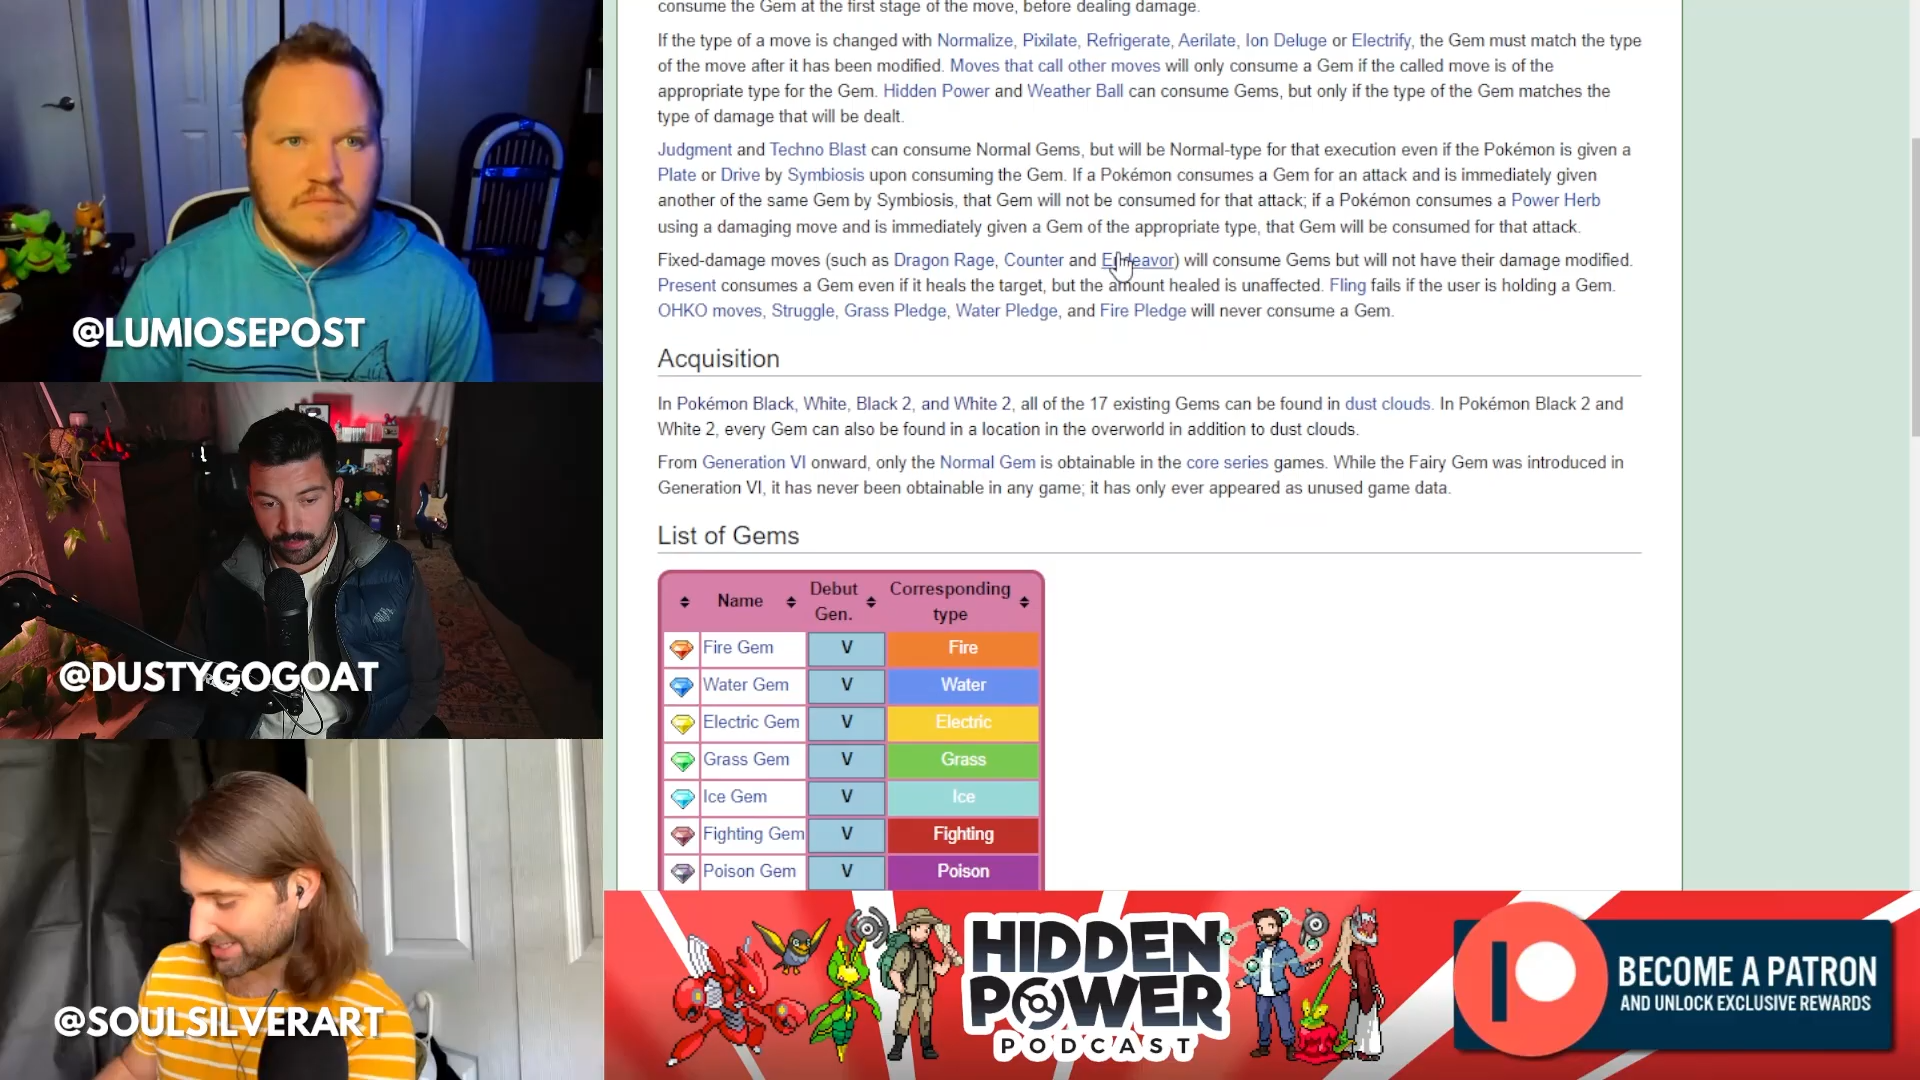 consume the Gem at the first stage of the move, before dealing damage.
If the type of a move is changed with Normalize, Pixilate, Refrigerate, Aerilate, Ion Deluge or Electrify, the Gem must match the type
of the move after it has been modified. Moves that call other moves will only consume a Gem if the called move is of the
appropriate type for the Gem. Hidden Power and Weather Ball can consume Gems, but only if the type of the Gem matches the
type of damage that will be dealt.
Judgment and Techno Blast can consume Normal Gems, but will be Normal-type for that execution even if the Pokémon is given a
Plate or Drive by Symbiosis upon consuming the Gem. If a Pokémon consumes a Gem for an attack and is immediately given
another of the same Gem by Symbiosis, that Gem will not be consumed for that attack; if a Pokémon consumes a Power Herb
using a damaging move and is immediately given a Gem of the appropriate type, that Gem will be consumed for that attack.
Fixed-damage moves (such as Dragon Rage, Counter and Endeavor) will consume Gems but will not have their damage modified.
Present consumes a Gem even if it heals the target, but the amount healed is unaffected. Fling fails if the user is holding a Gem.
OHKO moves, Struggle, Grass Pledge, Water Pledge, and Fire Pledge will never consume a Gem.
Acquisition
In Pokémon Black, White, Black 2, and White 2, all of the 17 existing Gems can be found in dust clouds. In Pokémon Black 2 and
White 2, every Gem can also be found in a location in the overworld in addition to dust clouds.
From Generation VI onward, only the Normal Gem is obtainable in the core series games. While the Fairy Gem was introduced in
Generation VI, it has never been obtainable in any game; it has only ever appeared as unused game data.
List of Gems
Name Debut Gen. Corresponding type
Fire Gem V Fire
Water Gem V Water
Electric Gem V Electric
Grass Gem V Grass
Ice Gem V Ice
Fighting Gem V Fighting
Poison Gem V Poison
@LUMIOSEPOST
@DUSTYGOGOAT
@SOULSILVERART
HIDDEN
POWER
PODCAST
BECOME A PATRON
AND UNLOCK EXCLUSIVE REWARDS